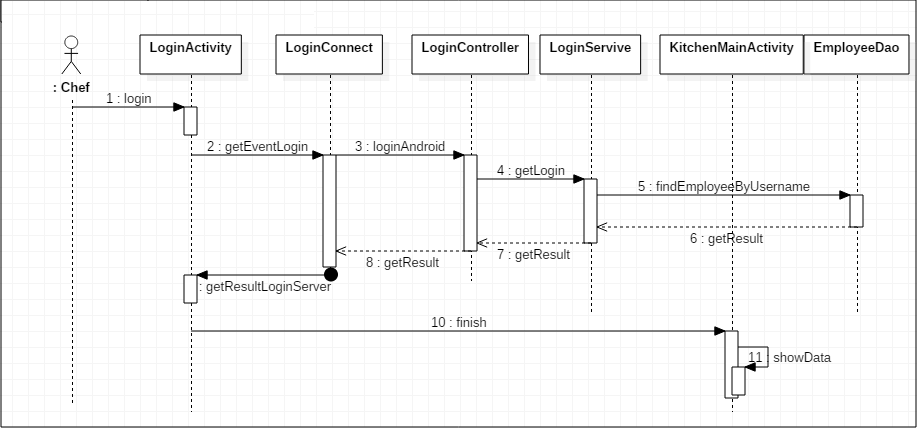 LoginActivity
LoginConnect
LoginController
LoginServive
KitchenMainActivity
EmployeeDao
: Chef
1 : login
2 : getEventLogin
3 : loginAndroid
4 : getLogin
5 : findEmployeeByUsername
6 : getResult
7 : getResult
8 : getResult
: getResultLoginServer
10 : finish
11 : showData